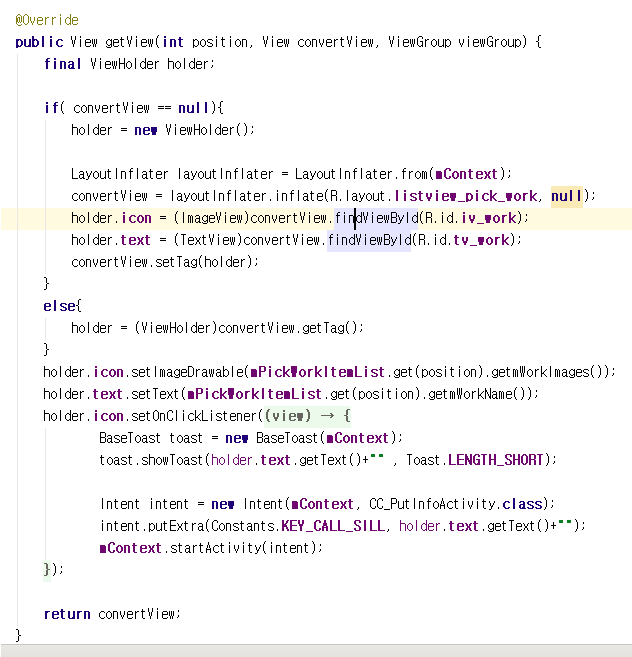 @Override
public View getView(int position, View convertView, ViewGroup viewGroup) {
    final ViewHolder holder;

    if( convertView == null){
        holder = new ViewHolder();

        LayoutInflater layoutInflater = LayoutInflater.from(mContext);
        convertView = layoutInflater.inflate(R.layout.listview_pick_work, null);
        holder.icon = (ImageView)convertView.findViewById(R.id.iv_work);
        holder.text = (TextView)convertView.findViewById(R.id.tv_work);
        convertView.setTag(holder);
    }
    else{
        holder = (ViewHolder)convertView.getTag();
    }
    holder.icon.setImageDrawable(mPickWorkItemList.get(position).getmWorkImages());
    holder.text.setText(mPickWorkItemList.get(position).getmWorkName());
    holder.icon.setOnClickListener((view) → {
            BaseToast toast = new BaseToast(mContext);
            toast.showToast(holder.text.getText()+"" , Toast.LENGTH_SHORT);

            Intent intent = new Intent(mContext, CC_PutInfoActivity.class);
            intent.putExtra(Constants.KEY_CALL_SILL, holder.text.getText()+"");
            mContext.startActivity(intent);
    });

    return convertView;
}